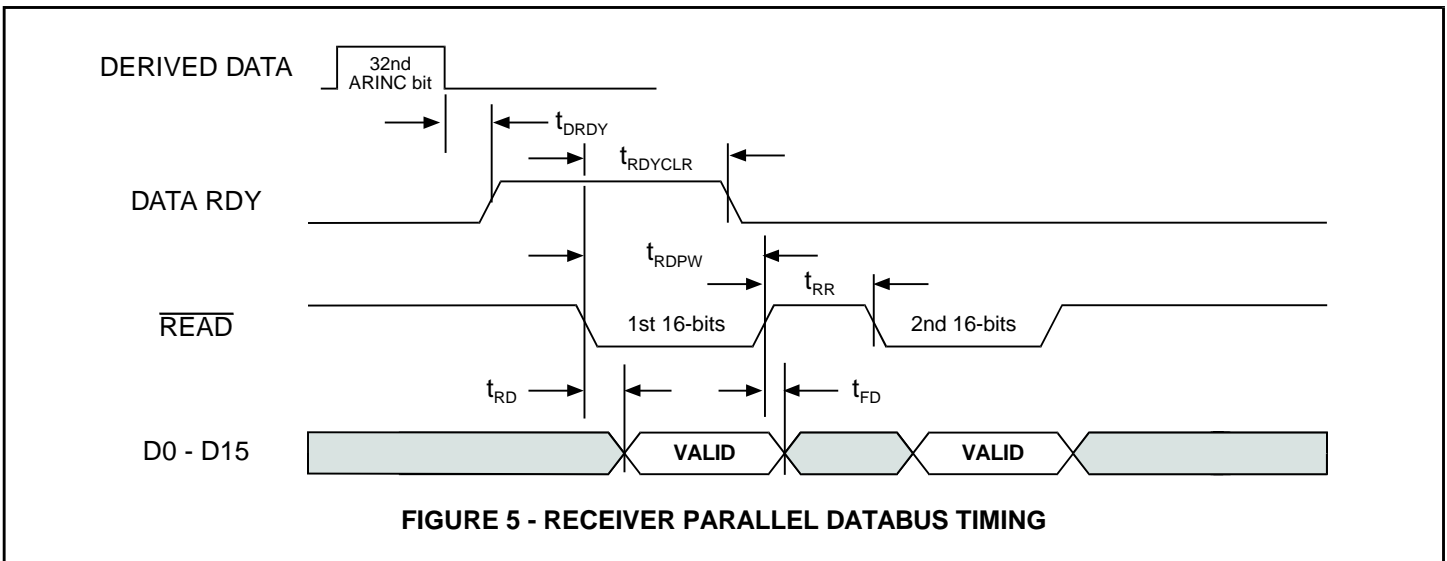 DERIVED DATA
32nd
ARINC bit
tDRDY
tRDYCLR
DATA RDY
tRDPW
tRR
READ
1st 16-bits
2nd 16-bits
tRD
tFD
D0 - D15
VALID
VALID
FIGURE 5 - RECEIVER PARALLEL DATABUS TIMING